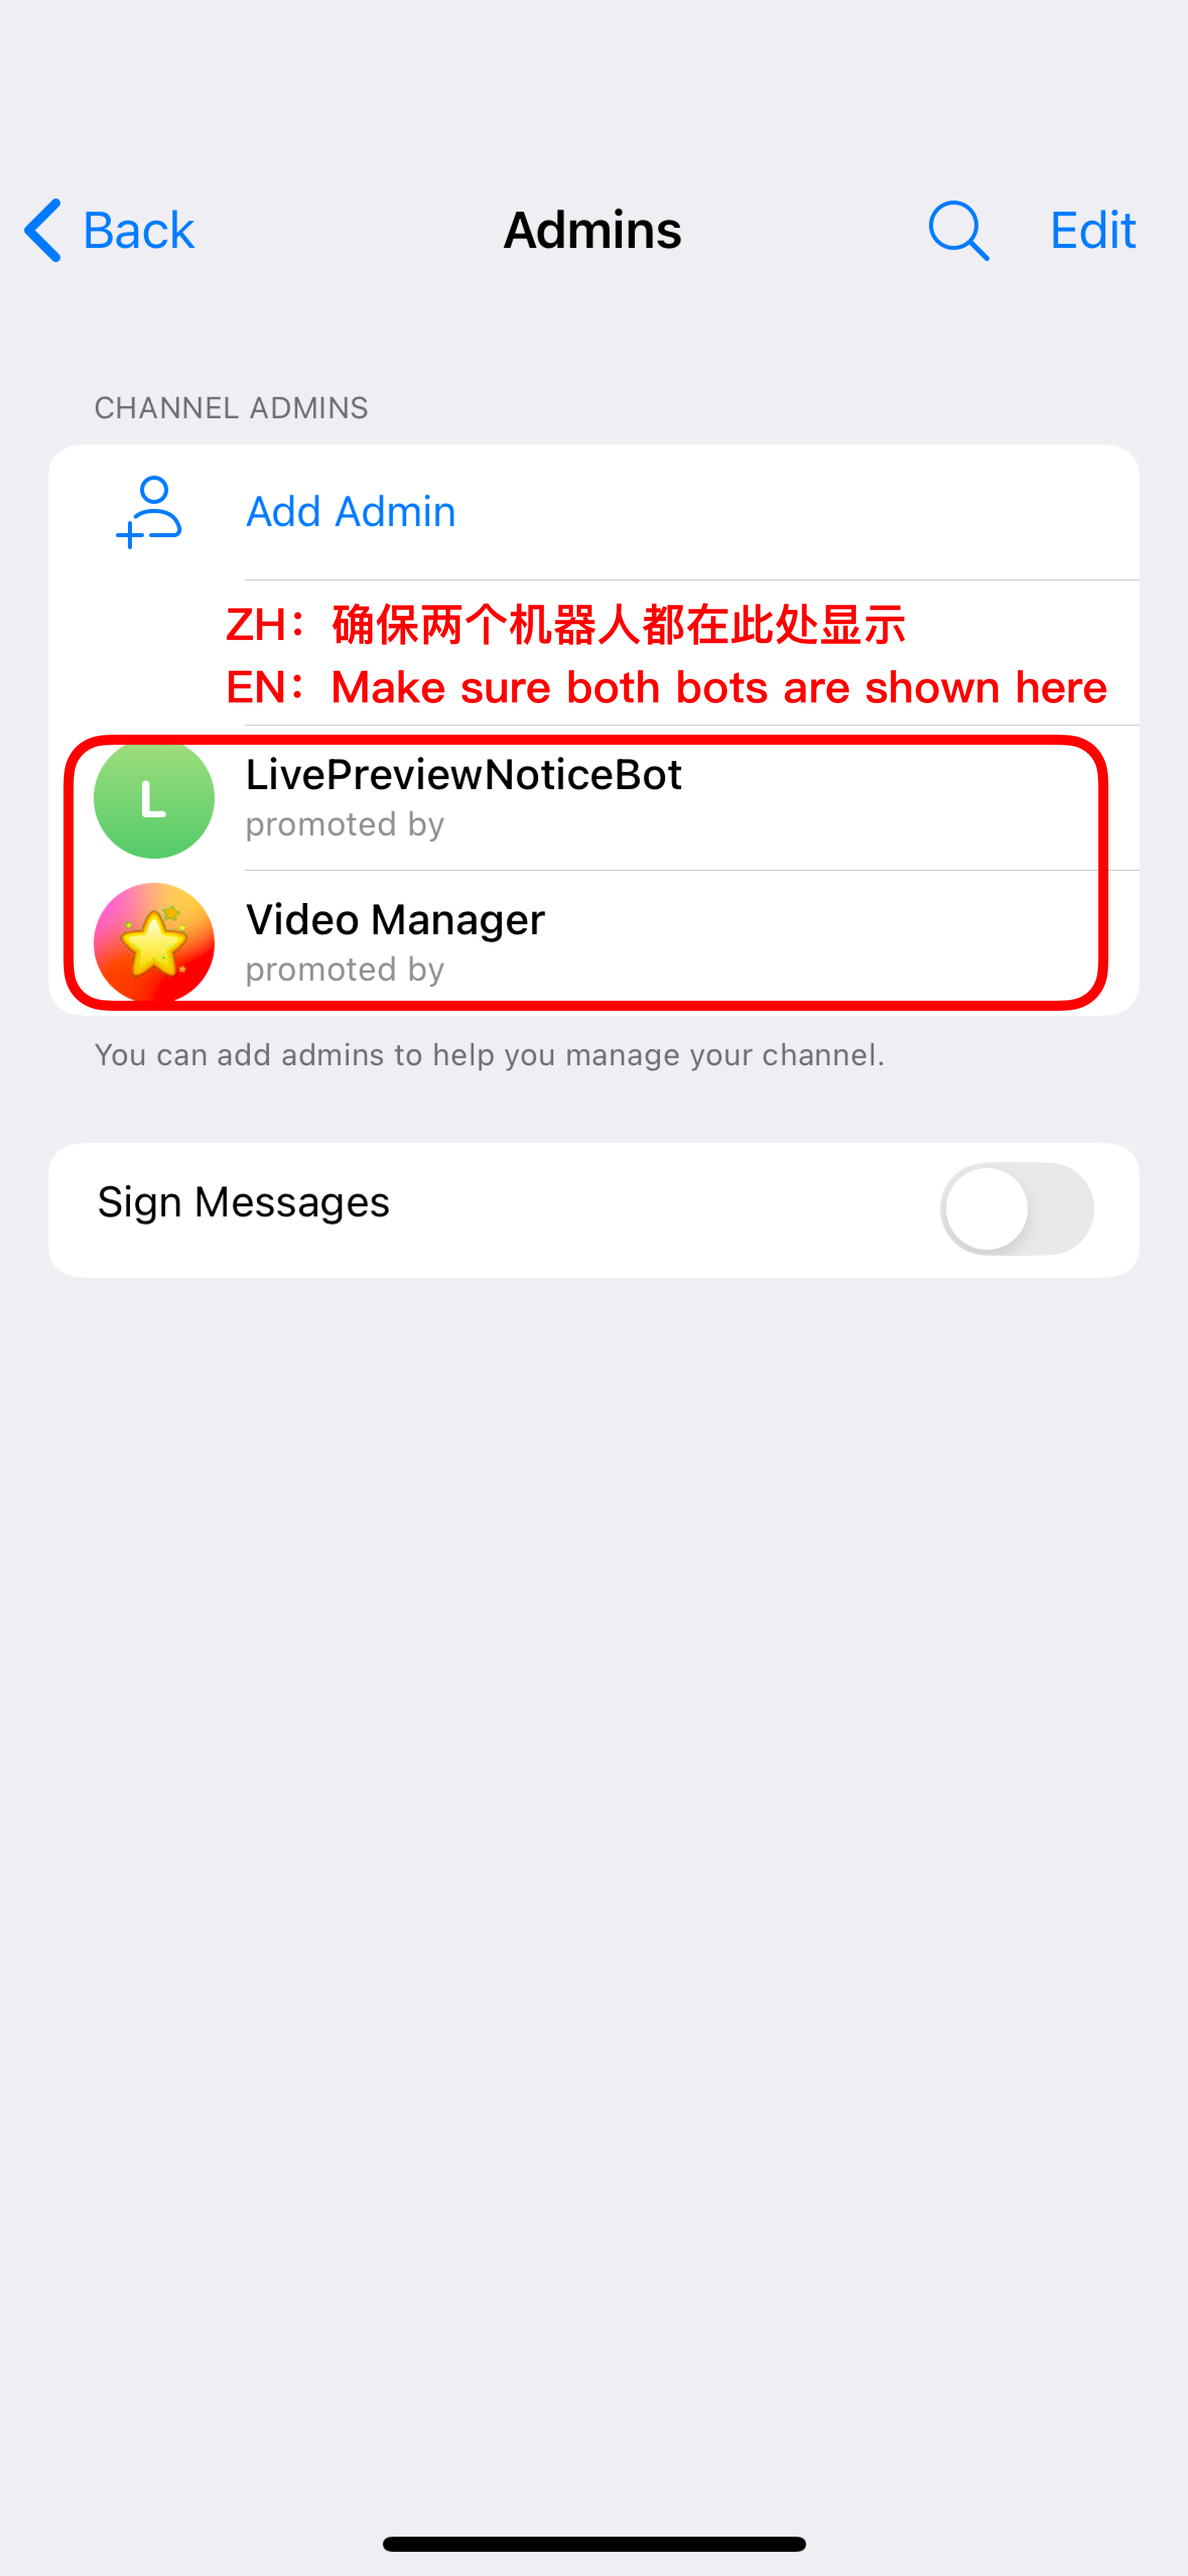 Back
Admins
Edit
CHANNEL ADMINS
Add Admin
ZH：确保两个机器人都在此处显示
EN：Make sure both bots are shown here
L
LivePreviewNoticeBot
promoted by
Video Manager
promoted by
You can add admins to help you manage your channel.
Sign Messages